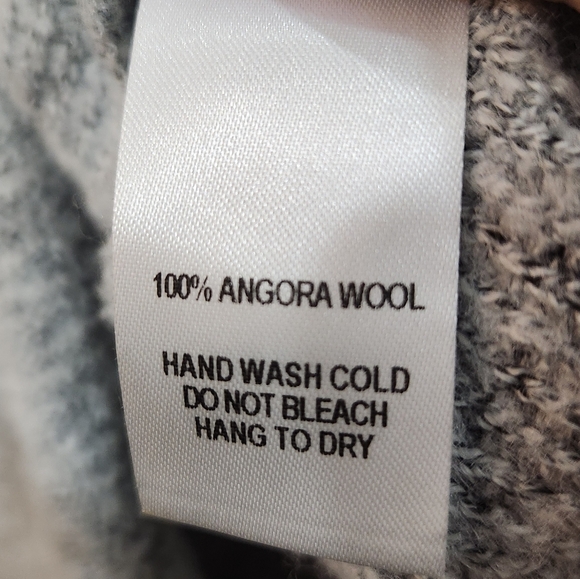 100% ANGORA WOOL
HAND WASH COLD
DO NOT BLEACH
HANG TO DRY